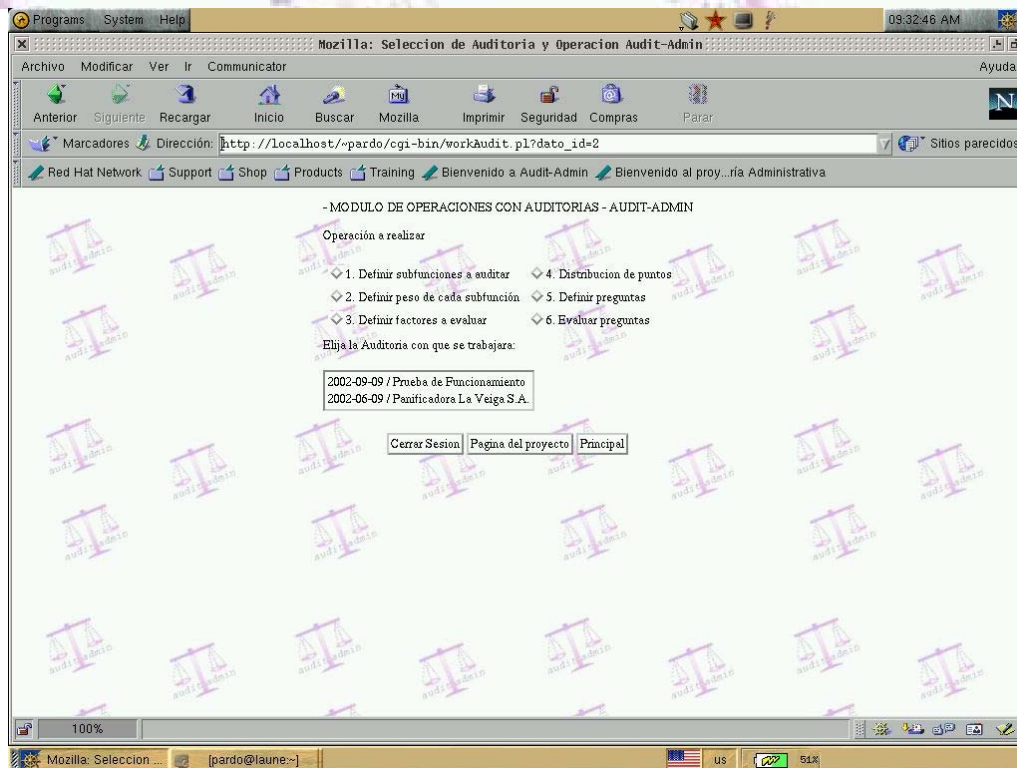 Programs System Help 09:32:46 AM
Mozilla: Seleccion de Auditoria y Operacion Audit-Admin
Archivo Modificar Ver Ir Communicator Ayuda
Anterior Siguiente Recargar Inicio Buscar Mozilla Imprimir Seguridad Compras Parar
My
N
Marcadores Dirección: http://localhost/~pardo/cgi-bin/workAudit.pl?dato_id=2 Sitios parecidos
Red Hat Network Support Shop Products Training Bienvenido a Audit-Admin Bienvenido al proy...ría Administrativa
- MODULO DE OPERACIONES CON AUDITORIAS - AUDIT-ADMIN
Operación a realizar
1. Definir subfunciones a auditar 4. Distribucion de puntos
2. Definir peso de cada subfunción 5. Definir preguntas
3. Definir factores a evaluar 6. Evaluar preguntas
Elija la Auditoria con que se trabajara:
2002-09-09 / Prueba de Funcionamiento
2002-06-09 / Panificadora La Veiga S.A.
Cerrar Sesion Pagina del proyecto Principal
100%
Mozilla: Seleccion ... [pardo@laune:~] us 51%